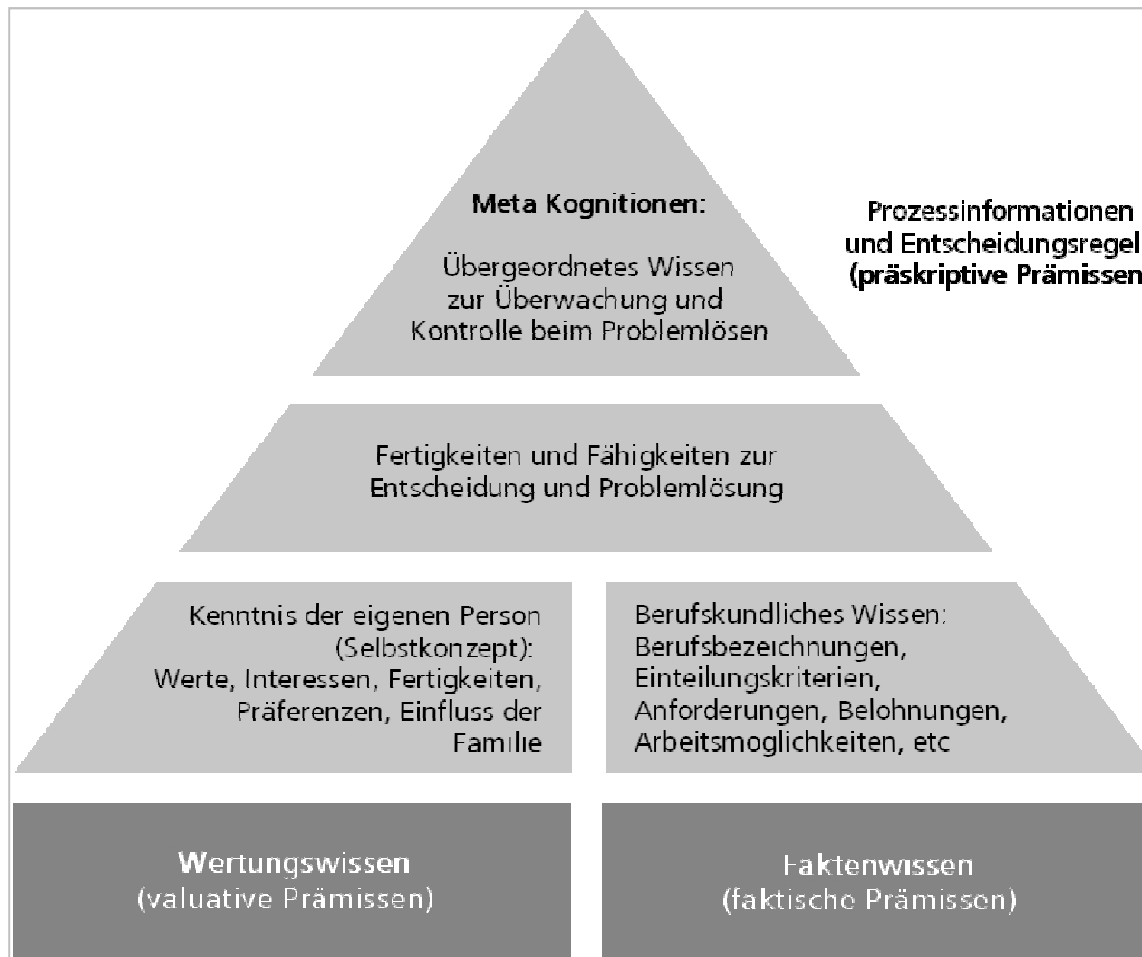 Meta Kognitionen:
Übergeordnetes Wissen
zur Überwachung und
Kontrolle beim Problemlösen
Prozessinformationen
und Entscheidungsregel
(präskriptive Prämissen
Fertigkeiten und Fähigkeiten zur
Entscheidung und Problemlösung
Kenntnis der eigenen Person
(Selbstkonzept):
Werte, Interessen, Fertigkeiten,
Präferenzen, Einfluss der
Familie
Berufskundliches Wissen:
Berufsbezeichnungen,
Einteilungskriterien,
Anforderungen, Belohnungen,
Arbeitsmoglichkeiten, etc
Wertungswissen
(valuative Prämissen)
Faktenwissen
(faktische Prämissen)